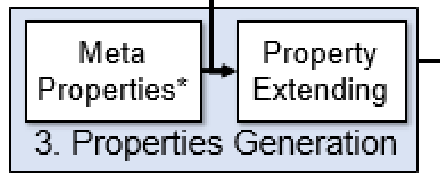 Meta
Properties*
Property
Extending
3. Properties Generation